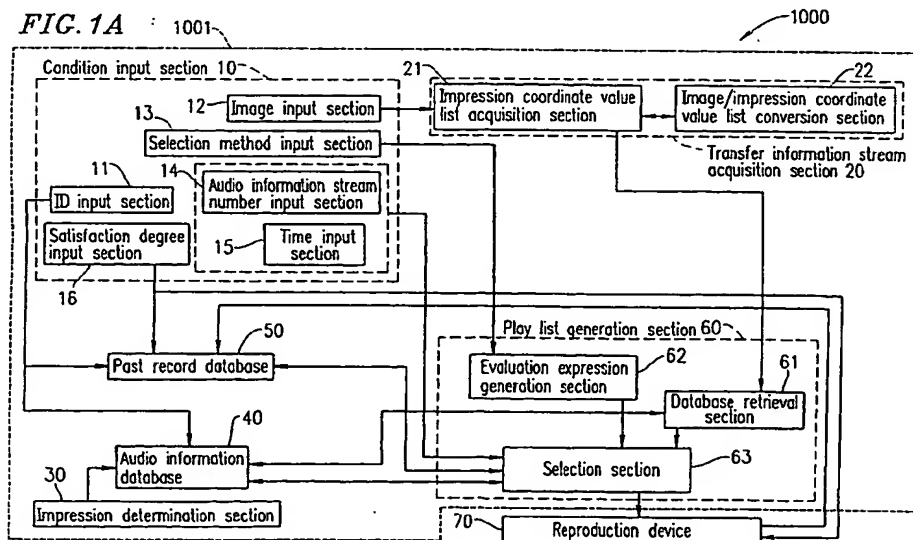 FIG. 1A
1001
1000
Condition input section 10
12
Image input section
13
Selection method input section
11
ID input section
14
Audio information stream
number input section
15
Time input
section
Satisfaction degree
input section
16
21
Impression coordinate value
list acquisition section
22
Image/impression coordinate
value list conversion section
Transfer information stream
acquisition section 20
50
Past record database
40
Audio information
database
30
Impression determination section
Play list generation section 60
62
Evaluation expression
generation section
61
Database retrieval
section
Selection section
63
70
Reproduction device